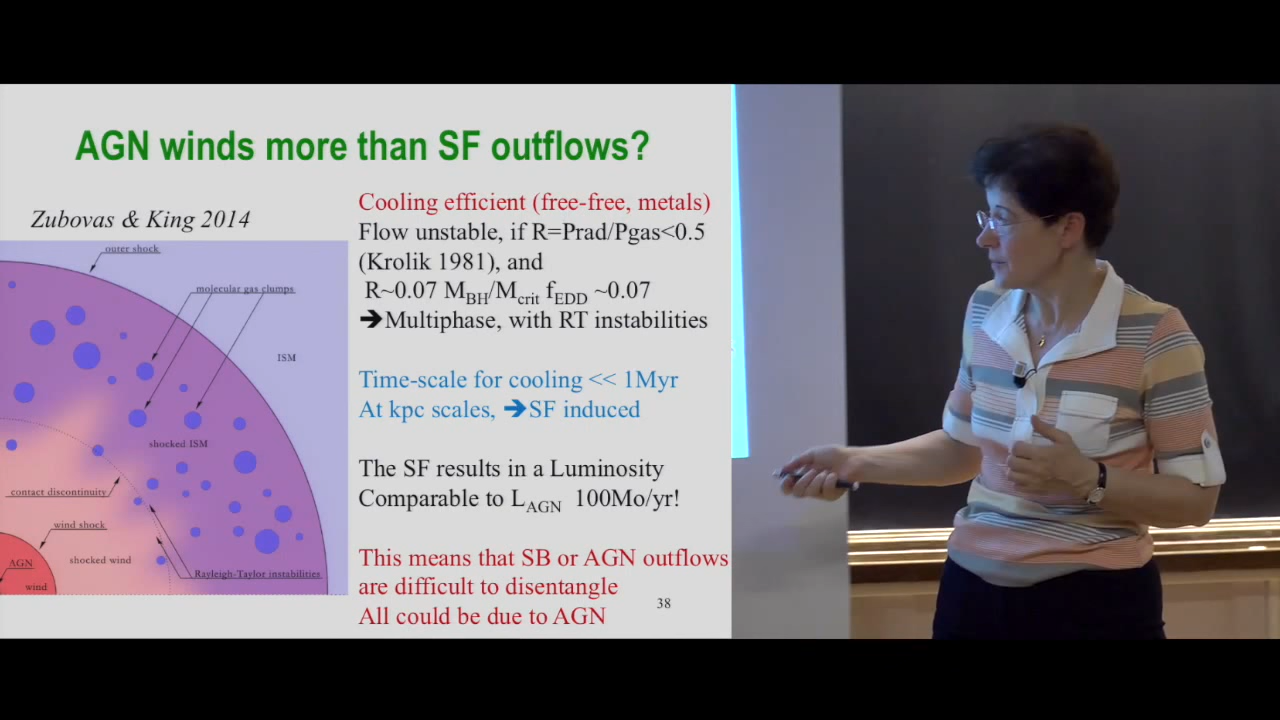 AGN winds more than SF outflows?
Zubovas & King 2014
Cooling efficient (free-free, metals)
Flow unstable, if R=Prad/Pgas<0.5
(Krolik 1981), and
R~0.07 MBH/Mcrit fEDD ~0.07
➔Multiphase, with RT instabilities
Time-scale for cooling << 1Myr
At kpc scales, ➔SF induced
The SF results in a Luminosity
Comparable to LAGN 100Mo/yr!
This means that SB or AGN outflows
are difficult to disentangle
All could be due to AGN
38
outer shock
molecular gas clumps
ISM
shocked ISM
contact discontinuity
wind shock
shocked wind
AGN
Rayleigh-Taylor instabilities
wind